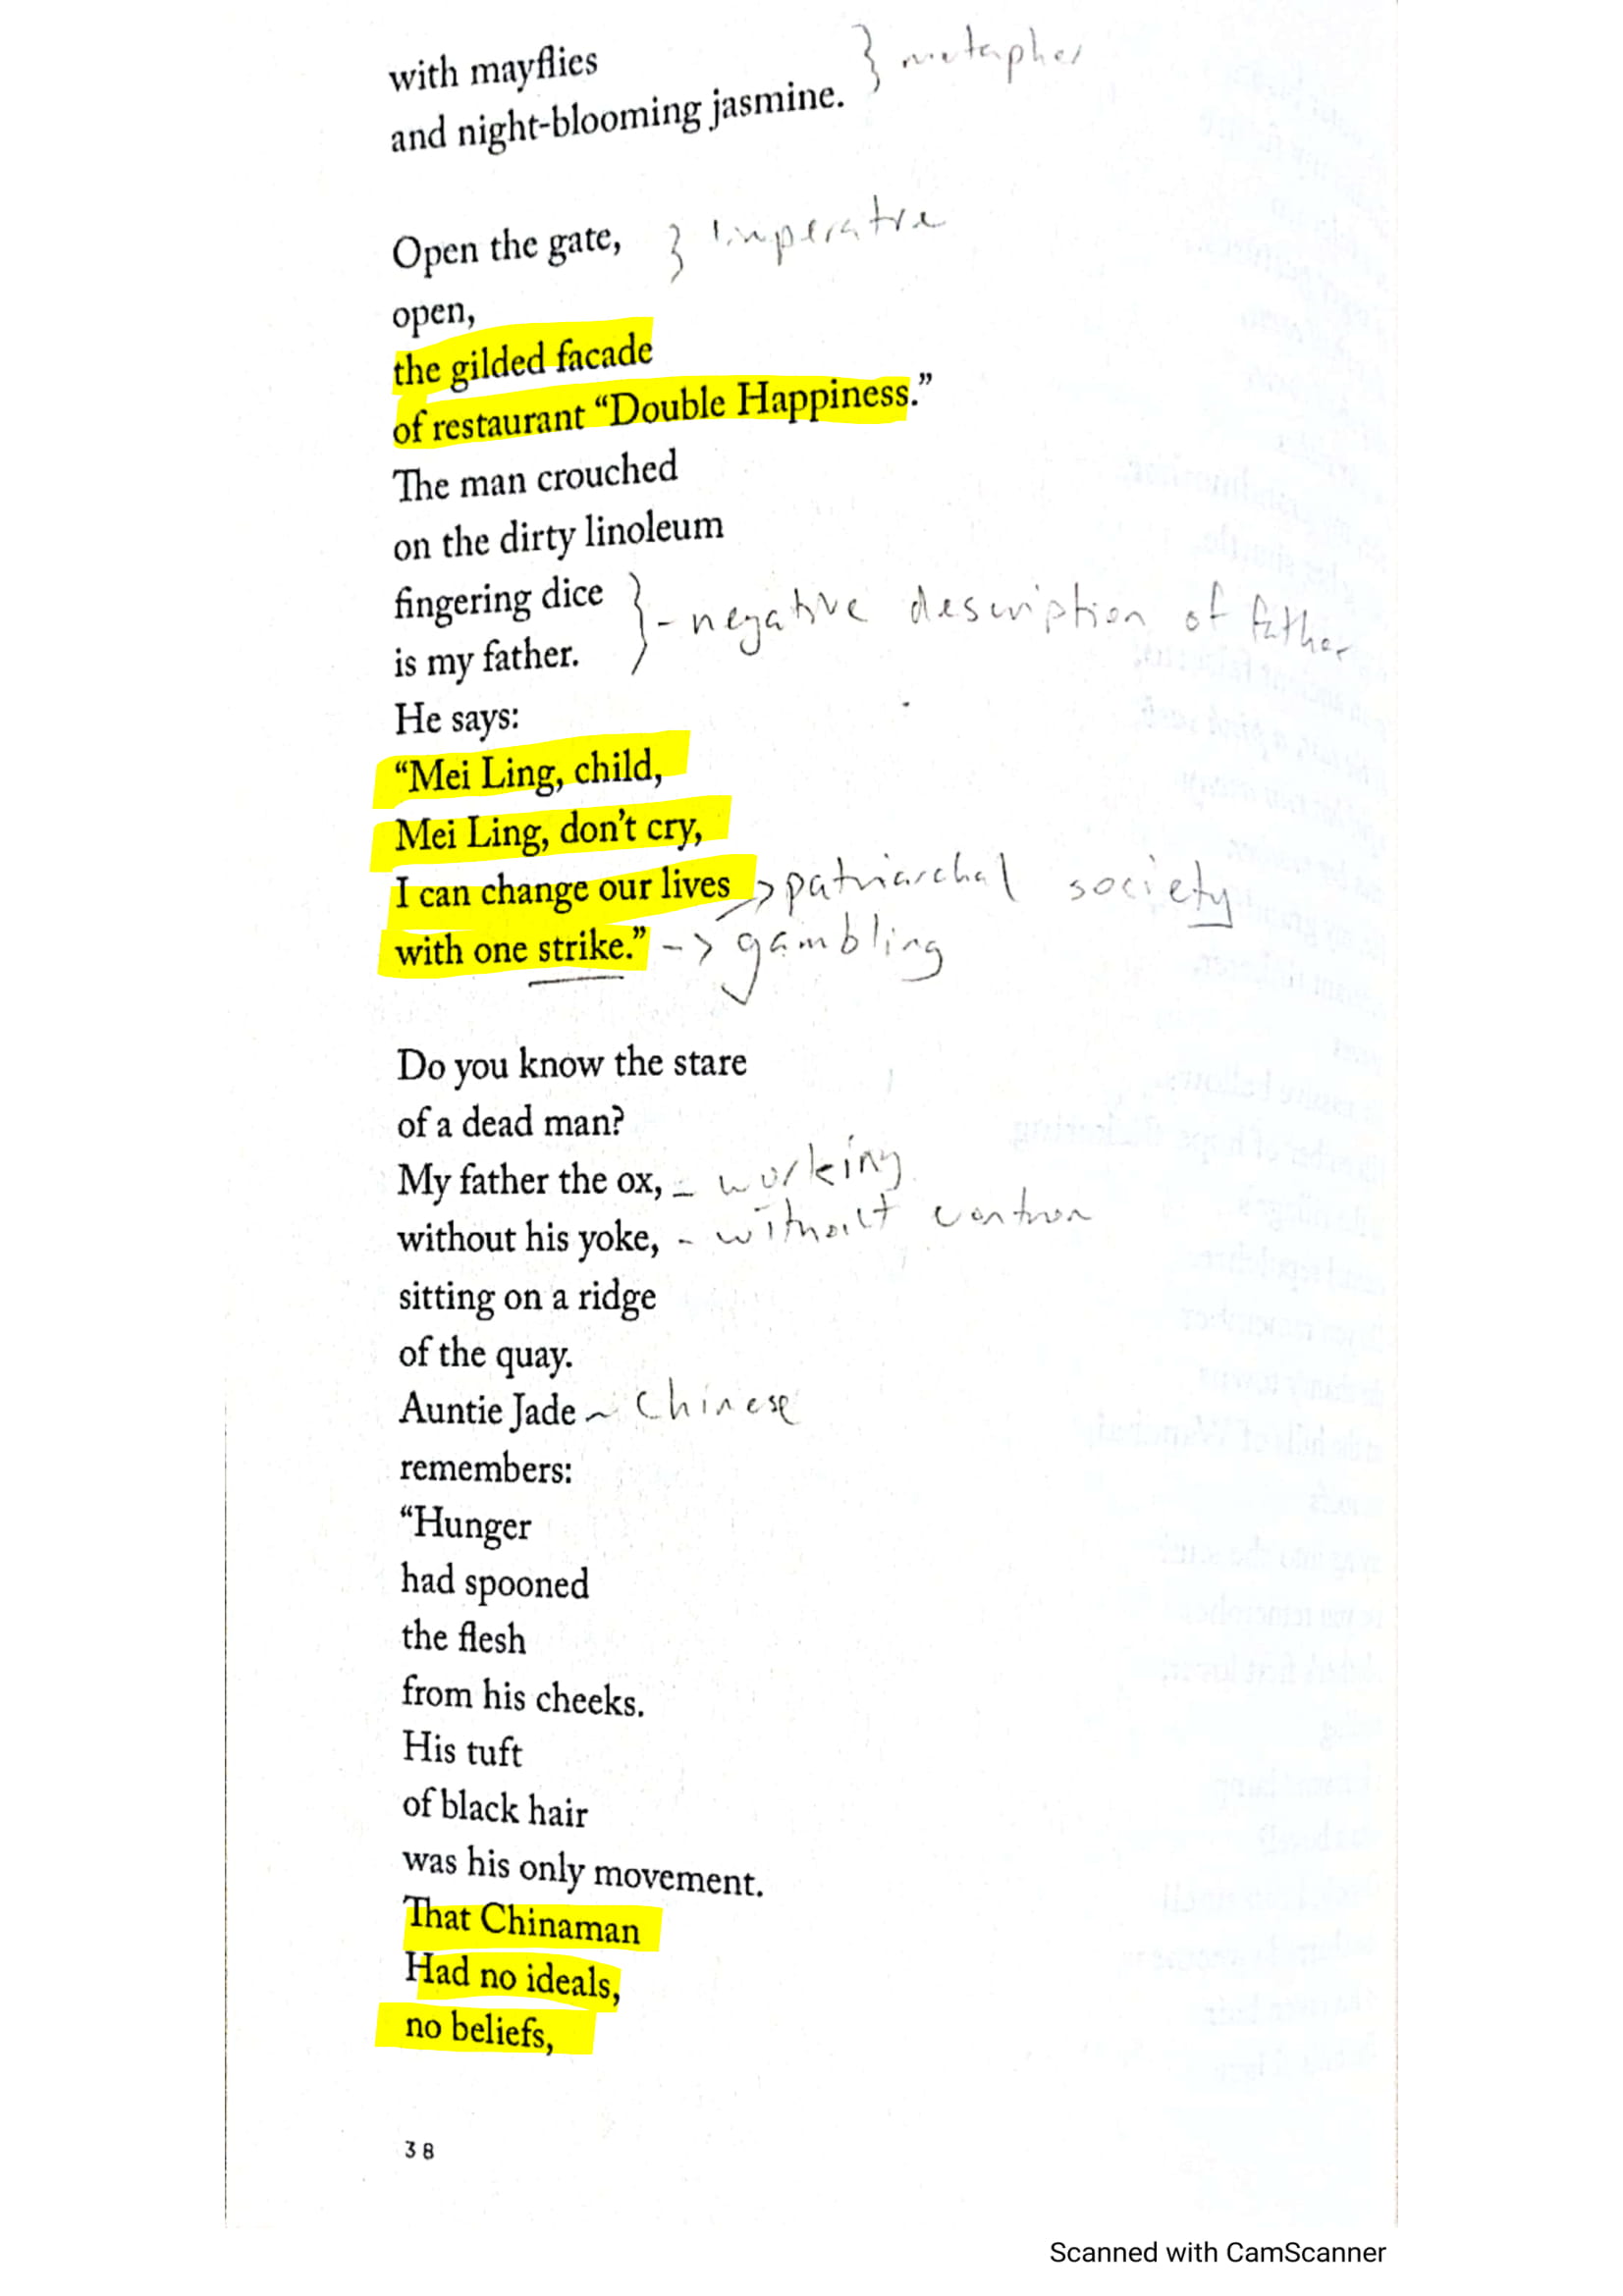 with mayflies
and night-blooming jasmine. } metapher
Open the gate, } imperative
open,
the gilded facade
of restaurant “Double Happiness.”
The man crouched
on the dirty linoleum
fingering dice
is my father. } - negative description of father
He says:
“Mei Ling, child,
Mei Ling, don’t cry,
I can change our lives -> patriarchal society
with one strike.” -> gambling
Do you know the stare
of a dead man?
My father the ox, - working
without his yoke, - without
sitting on a ridge
of the quay.
Auntie Jade ~ Chinese
remembers:
“Hunger
had spooned
the flesh
from his cheeks.
His tuft
of black hair
was his only movement.
That Chinaman
Had no ideals,
no beliefs,
38
Scanned with CamScanner